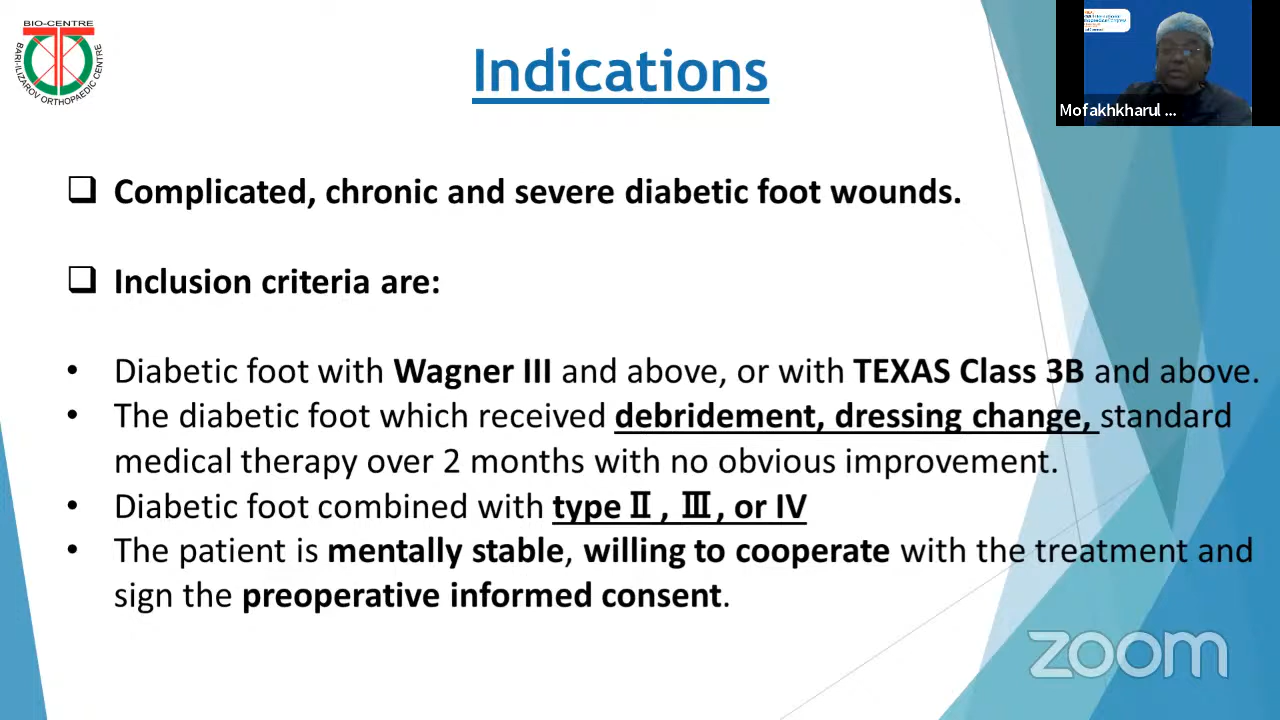 BIO-CENTRE
BARI-ILIZAROV ORTHOPAEDIC CENTRE
Indications
Mofakhkharul ...
❑ Complicated, chronic and severe diabetic foot wounds.
❑ Inclusion criteria are:
• Diabetic foot with Wagner III and above, or with TEXAS Class 3B and above.
• The diabetic foot which received debridement, dressing change, standard
medical therapy over 2 months with no obvious improvement.
• Diabetic foot combined with type Ⅱ, Ⅲ, or IV
• The patient is mentally stable, willing to cooperate with the treatment and
sign the preoperative informed consent.
zoom